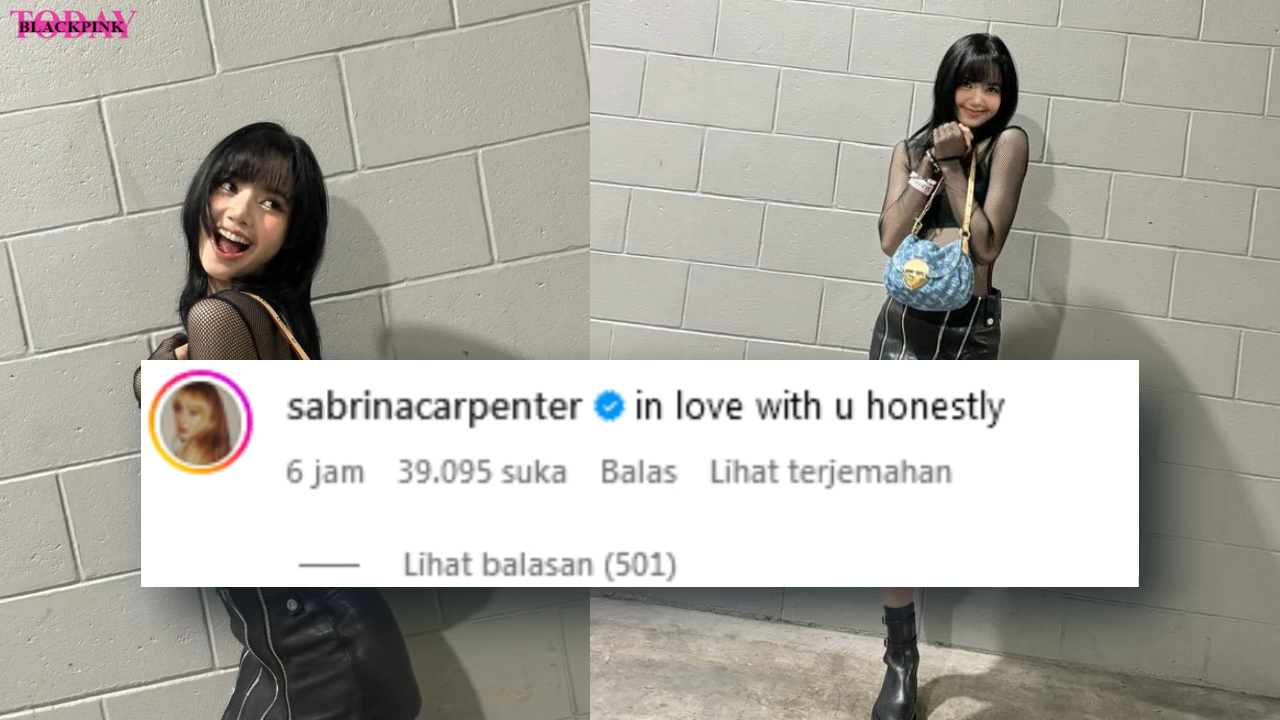 TODAY
BLACKPINK
sabrinacarpenter in love with u honestly
6 jam 39.095 suka Balas Lihat terjemahan
Lihat balasan (501)